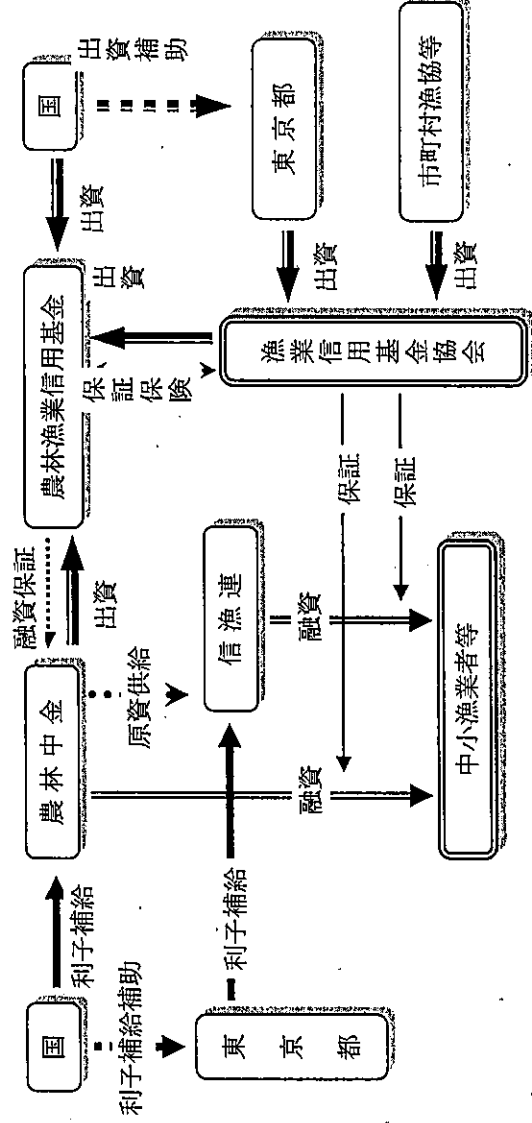 国
利子補給
農林中金
融資保証
出資
農林漁業信用基金
出資
国
利子補給補助
原資供給
保証保険
出資
出資補助
東京都
利子補給
信漁連
漁業信用基金協会
出資
東京都
融資
融資
保証
保証
出資
市町村漁協等
中小漁業者等